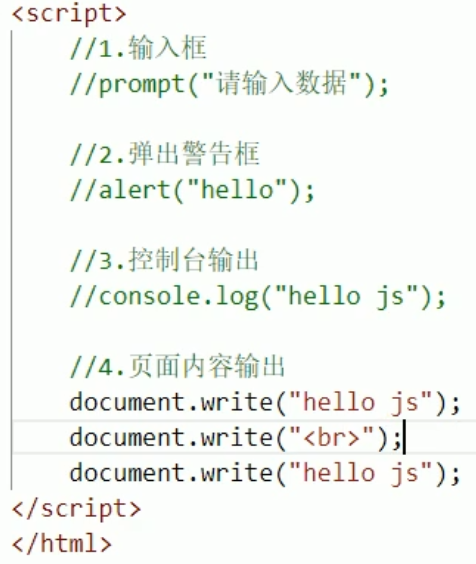 <script>
//1.输入框
//prompt("请输入数据");
//2.弹出警告框
//alert("hello");
//3.控制台输出
//console.log("hello js");
//4.页面内容输出
document.write("hello js");
document.write("<br>");
document.write("hello js");
</script>
</html>